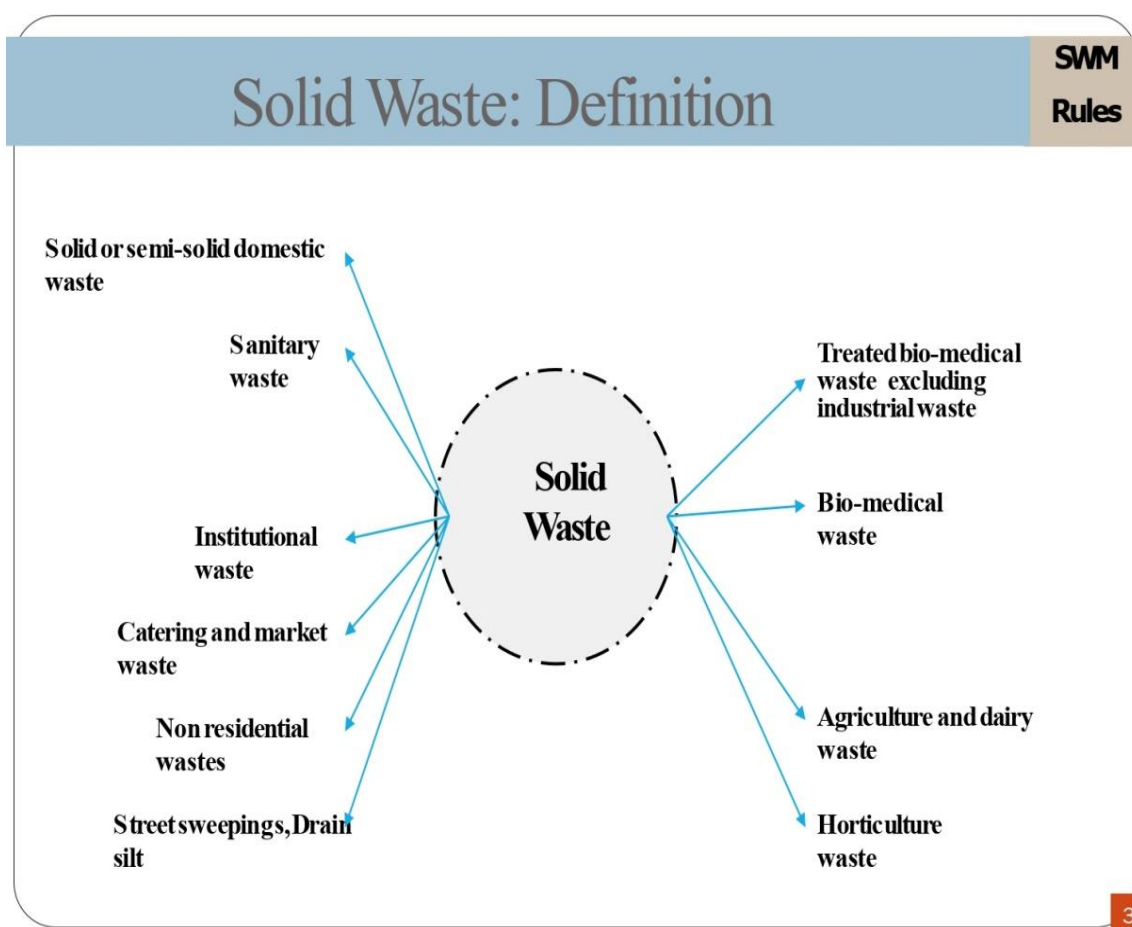 Solid Waste: Definition
SWM
Rules
Solid or semi-solid domestic
waste
Sanitary
waste
Institutional
waste
Catering and market
waste
Non residential
wastes
Street sweepings, Drain
silt
Solid
Waste
Treated bio-medical
waste excluding
industrial waste
Bio-medical
waste
Agriculture and dairy
waste
Horticulture
waste
3